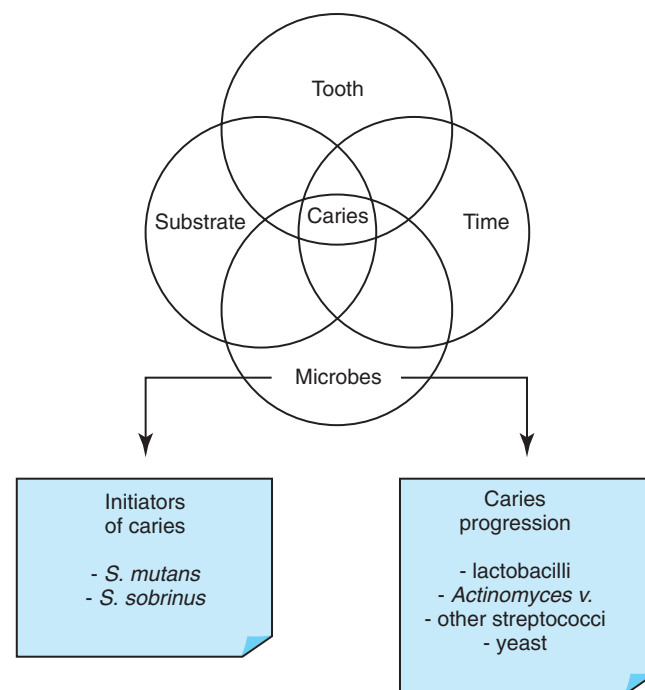 Tooth
Substrate
Caries
Time
Microbes
Initiators
of caries
- S. mutans
- S. sobrinus
Caries
progression
- lactobacilli
- Actinomyces v.
- other streptococci
- yeast